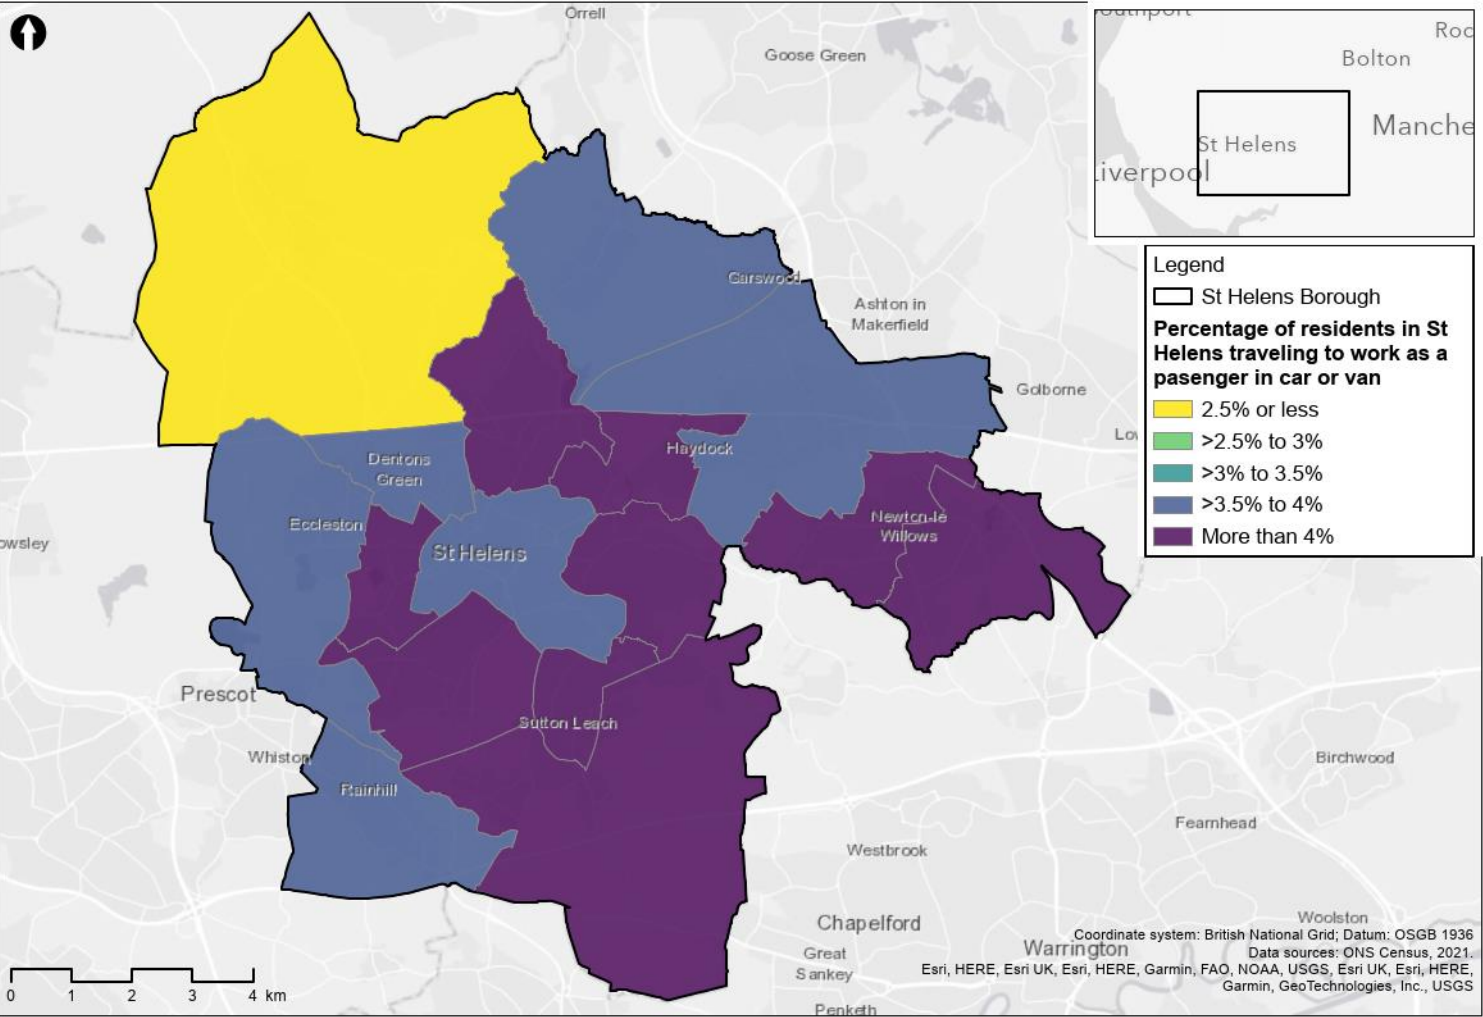 Orrell
Goose Green
Garswood
Ashton in
Makerfield
Golborne
Haydock
Dentons
Green
Eccleston
St Helens
Newton-le
Willows
owsley
Prescot
Whiston
Sutton Leach
Rainhill
Birchwood
Fearnhead
Westbrook
Chapelford
Woolston
Great
Sankey
Warrington
Penketh
Bolton
Roc
Manche
St Helens
iverpool
Legend
St Helens Borough
Percentage of residents in St
Helens traveling to work as a
pasenger in car or van
2.5% or less
>2.5% to 3%
>3% to 3.5%
>3.5% to 4%
More than 4%
0 1 2 3 4 km
Coordinate system: British National Grid; Datum: OSGB 1936
Data sources: ONS Census, 2021.
Esri, HERE, Esri UK, Esri, HERE, Garmin, FAO, NOAA, USGS, Esri UK, Esri, HERE,
Garmin, GeoTechnologies, Inc., USGS